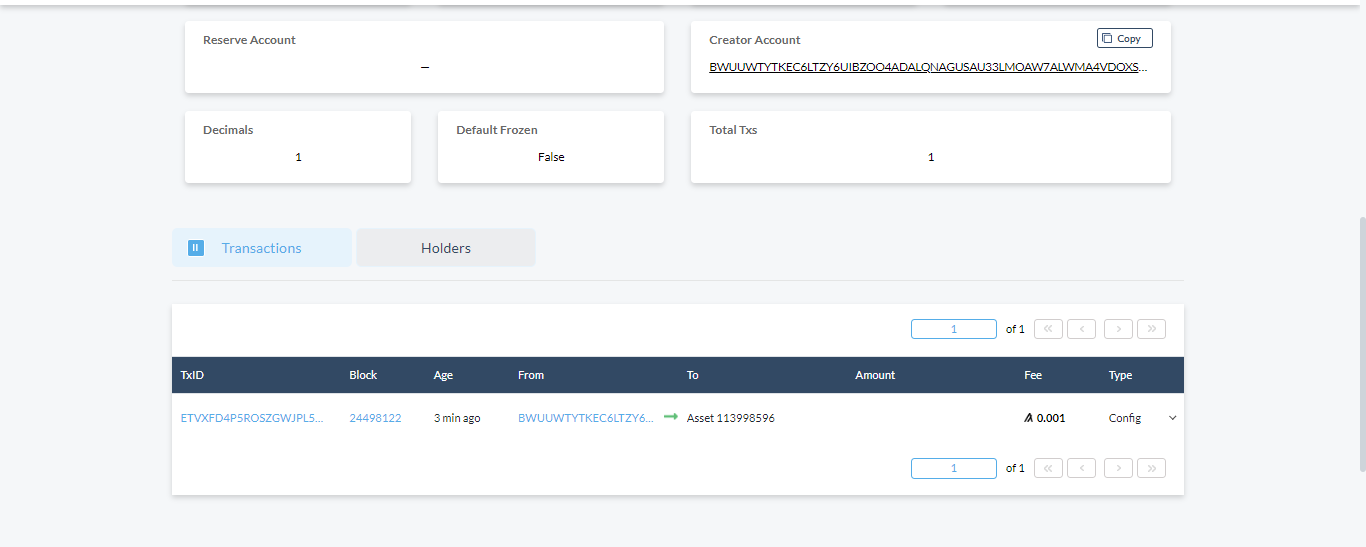 Reserve Account
—
Creator Account
Copy
BWUUWTYTKEC6LTZY6UIBZOO4ADALQNAGUSAU33LMOAW7ALWMA4VDOXS...
Decimals
1
Default Frozen
False
Total Txs
1
Transactions
Holders
1 of 1 « ‹ › »
TxID Block Age From To Amount Fee Type
ETVXFD4P5ROSZGWJPL5... 24498122 3 min ago BWUUWTYTKEC6LTZY6... → Asset 113998596 0.001 Config
1 of 1 « ‹ › »